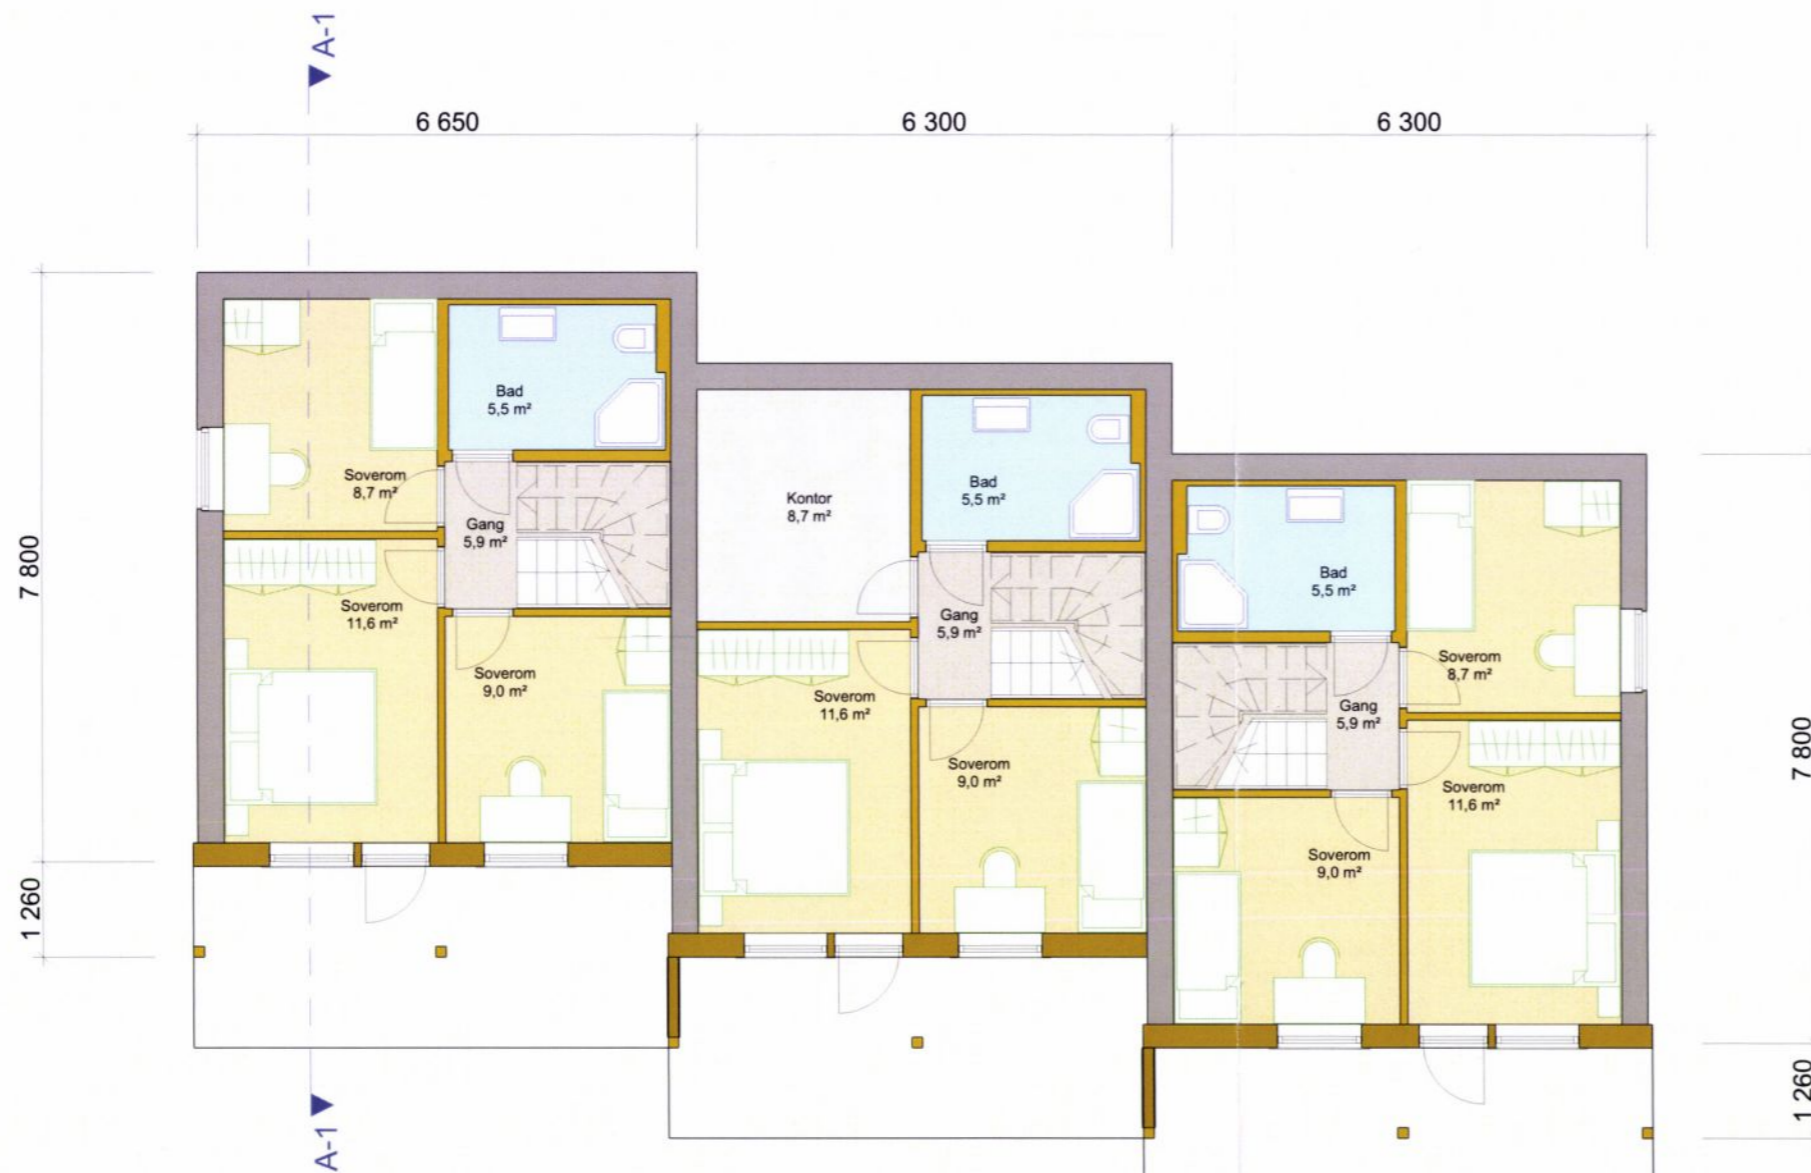 A-1
6 650
6 300
6 300
Bad
5,5 m²
Soverom
8,7 m²
Gang
5,9 m²
Soverom
11,6 m²
Soverom
9,0 m²
Kontor
8,7 m²
Bad
5,5 m²
Gang
5,9 m²
Soverom
11,6 m²
Soverom
9,0 m²
Bad
5,5 m²
Soverom
8,7 m²
Gang
5,9 m²
Soverom
11,6 m²
Soverom
9,0 m²
7 800
1 260
7 800
1 260
A-1